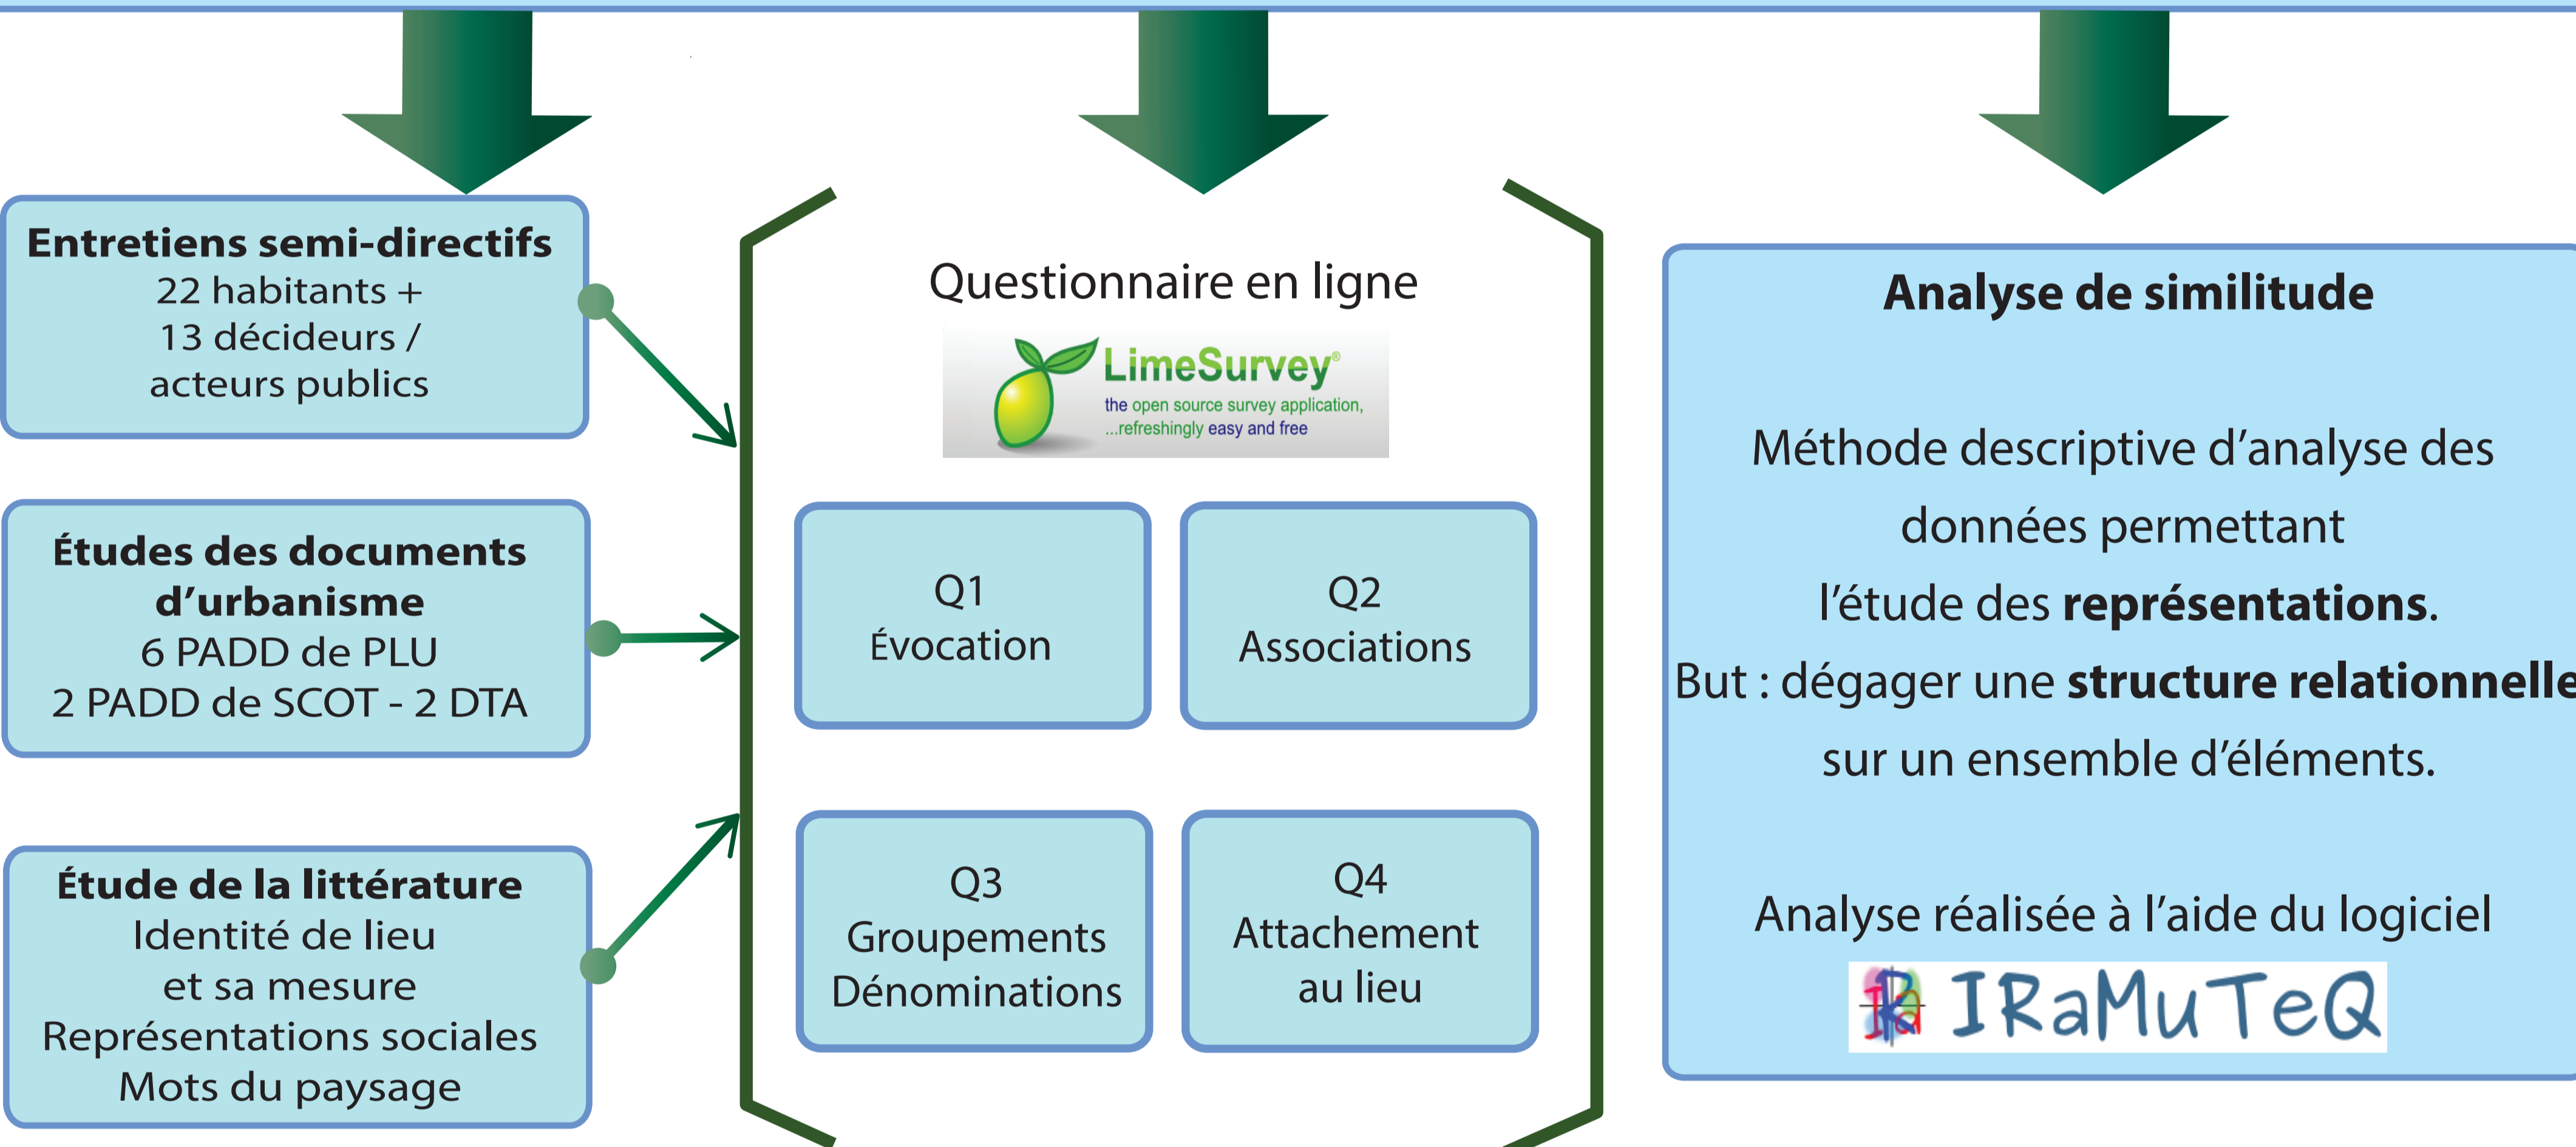 Entretiens semi-directifs
22 habitants +
13 décideurs /
acteurs publics
Études des documents
d'urbanisme
6 PADD de PLU
2 PADD de SCOT - 2 DTA
Étude de la littérature
Identité de lieu
et sa mesure
Représentations sociales
Mots du paysage
Questionnaire en ligne
LimeSurvey®
the open source survey application,
...refreshingly easy and free
Q1
Évocation
Q2
Associations
Q3
Groupements
Dénominations
Q4
Attachement
au lieu
Analyse de similitude
Méthode descriptive d'analyse des
données permettant
l'étude des représentations.
But : dégager une structure relationnelle
sur un ensemble d'éléments.
Analyse réalisée à l'aide du logiciel
IRaMuTeQ